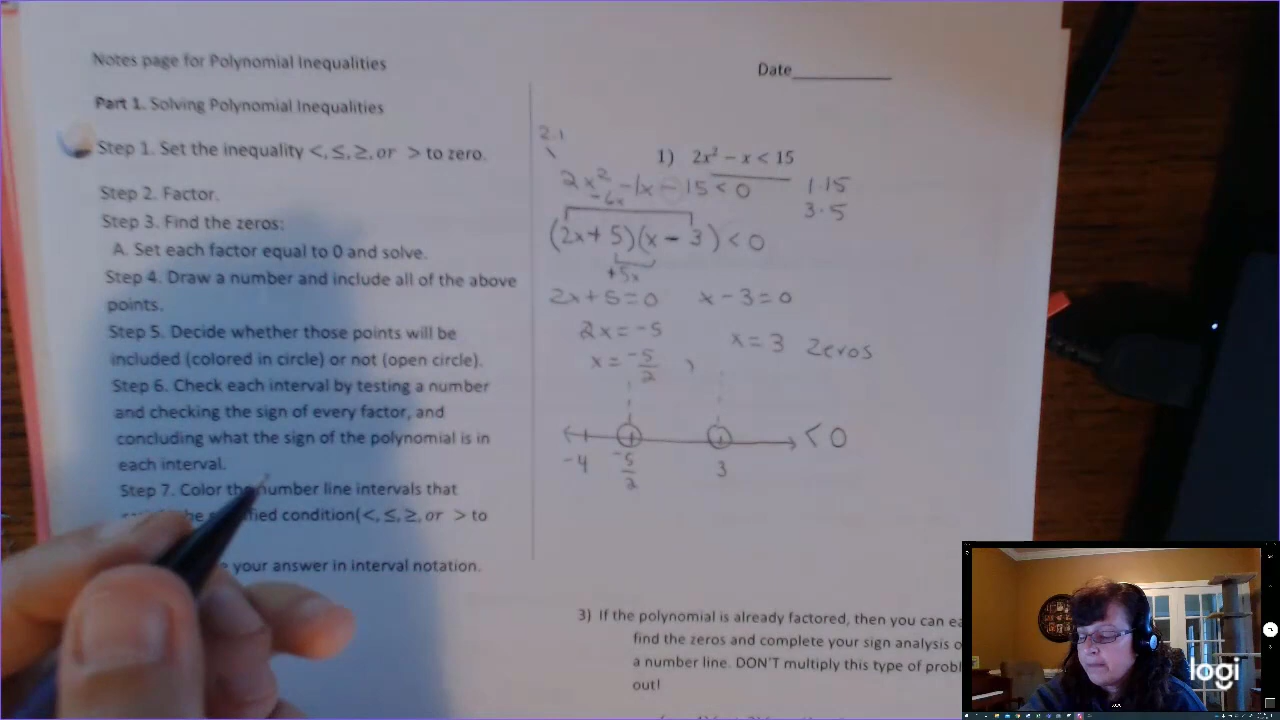 Notes page for Polynomial Inequalities
Date
Part 1. Solving Polynomial Inequalities
Step 1. Set the inequality <, ≤, ≥, or > to zero.
Step 2. Factor.
Step 3. Find the zeros:
A. Set each factor equal to 0 and solve.
Step 4. Draw a number and include all of the above
points.
Step 5. Decide whether those points will be
included (colored in circle) or not (open circle).
Step 6. Check each interval by testing a number
and checking the sign of every factor, and
concluding what the sign of the polynomial is in
each interval.
Step 7. Color the number line intervals that
condition(<, ≤, ≥, or > to
your answer in interval notation.
2.1
1) 2x² − x < 15
2x² -1x - 15 < 0
1·15
-6x
3·5
(2x+5)(x-3) < 0
+5x
2x+5=0 x-3=0
2x=-5
x=3 Zeros
x=-5/2 ,
< 0
-4 -5/2 3
3) If the polynomial is already factored, then you can
find the zeros and complete your sign analysis
a number line. DON'T multiply this type of
out!
logi